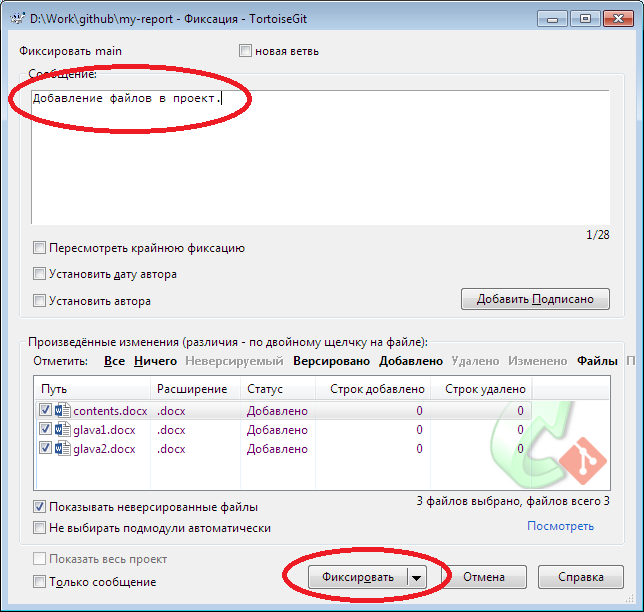 D:\Work\github\my-report - Фиксация - TortoiseGit
Фиксировать main
новая ветвь
Сообщение:
Добавление файлов в проект.
1/28
Пересмотреть крайнюю фиксацию
Установить дату автора
Установить автора
Добавить Подписано
Произведённые изменения (различия - по двойному щелчку на файле):
Отметить: Все Ничего Неверсируемый Версировано Добавлено Удалено Изменено Файлы П
Путь Расширение Статус Строк добавлено Строк удалено
contents.docx .docx Добавлено 0 0
glava1.docx .docx Добавлено 0 0
glava2.docx .docx Добавлено 0 0
Показывать неверсированные файлы
3 файлов выбрано, файлов всего 3
Не выбирать подмодули автоматически
Посмотреть
Показать весь проект
Только сообщение
Фиксировать
Отмена
Справка